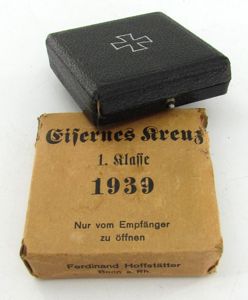 Eisernes Kreuz
1. Klasse
1939
Nur vom Empfänger
zu öffnen
Ferdinand Hoffstätter
Bonn a. Rh.